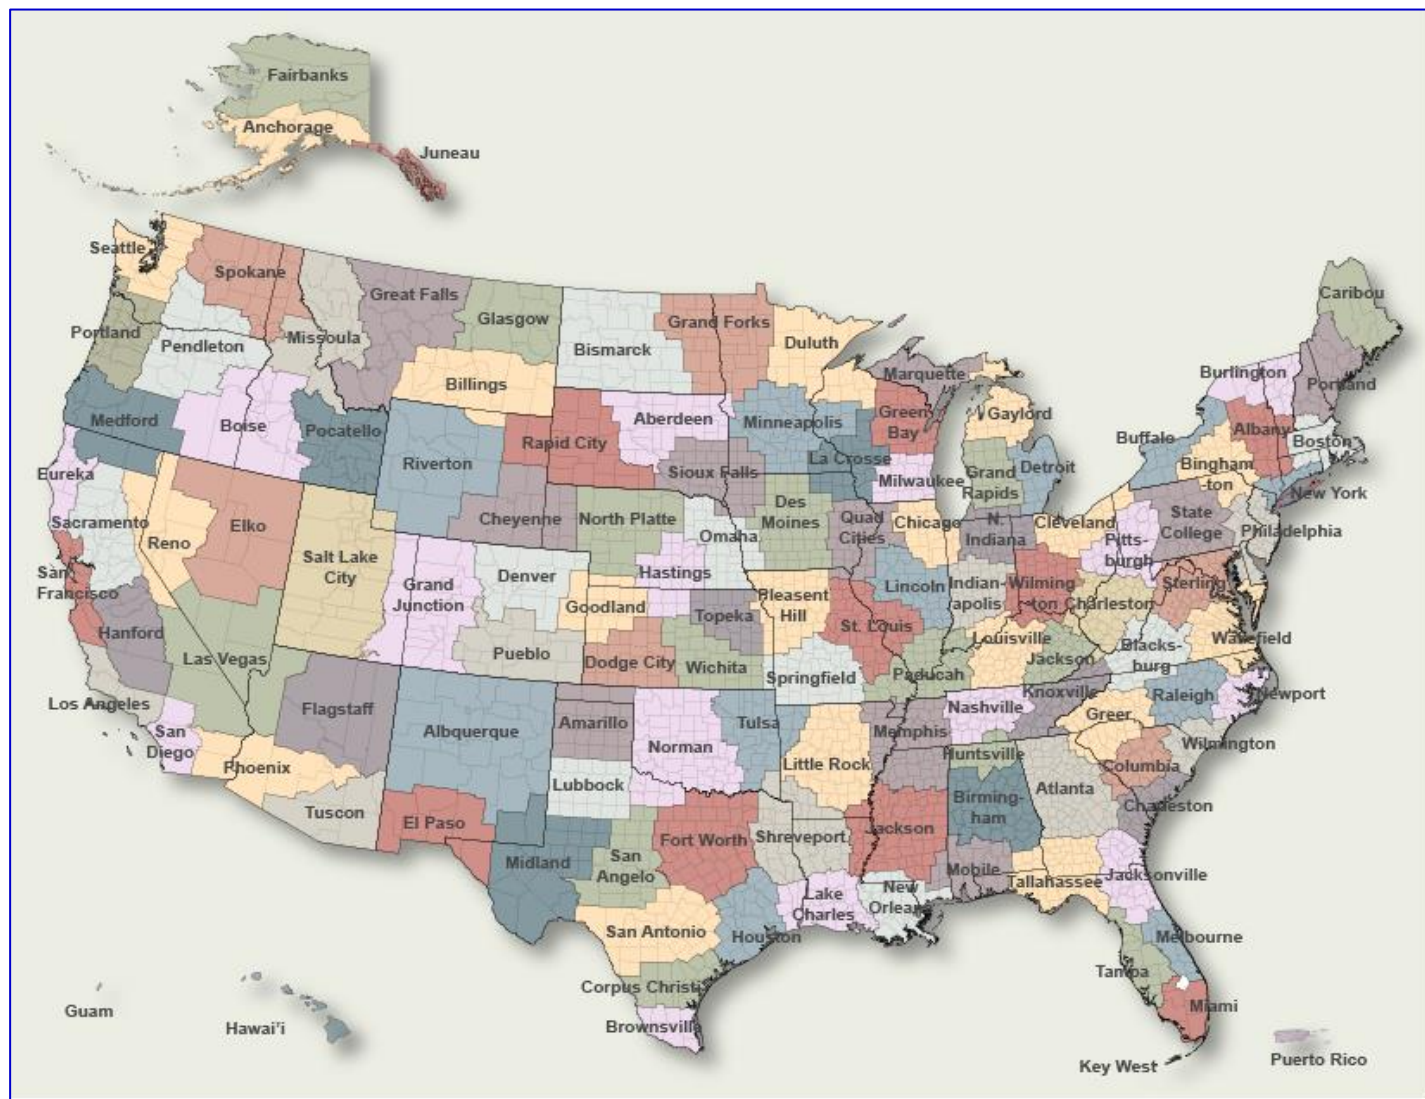 Fairbanks
Anchorage
Juneau
Seattle
Spokane
Great Falls
Glasgow
Caribou
Portland
Pendleton
Missoula
Bismarck
Grand Forks
Duluth
Billings
Marquette
Burlington
Portland
Medford
Boise
Pocatello
Riverton
Rapid City
Aberdeen
Minneapolis
Green
Bay
Gaylord
Buffalo
Albany
Boston
Eureka
Sioux Falls
La Crosse
Milwaukee
Grand
Rapids
Detroit
Bingham
-ton
New York
Sacramento
Reno
Elko
Salt Lake
City
Cheyenne
North Platte
Omaha
Des
Moines
Quad
Cities
Chicago
N.
Indiana
Cleveland
Pitts-
burgh
State
College
Philadelphia
San
Francisco
Hanford
Las Vegas
Grand
Junction
Denver
Goodland
Hastings
Topeka
Pleasant
Hill
St. Louis
Lincoln
Indian-
apolis
Wilming
-ton
Charleston
Sterling
Wakefield
Los Angeles
San
Diego
Flagstaff
Pueblo
Dodge City
Wichita
Springfield
Paducah
Louisville
Jackson
Blacks-
burg
Phoenix
Tuscon
Albquerque
Amarillo
Norman
Tulsa
Little Rock
Memphis
Nashville
Knoxville
Greer
Raleigh
Newport
Wilmington
El Paso
Lubbock
Huntsville
Atlanta
Columbia
Charleston
Midland
San
Angelo
Fort Worth
Shreveport
Jackson
Birming-
ham
Mobile
Tallahassee
Jacksonville
San Antonio
Houston
Lake
Charles
New
Orleans
Melbourne
Tampa
Corpus Christi
Brownsville
Miami
Key West
Guam
Hawai'i
Puerto Rico